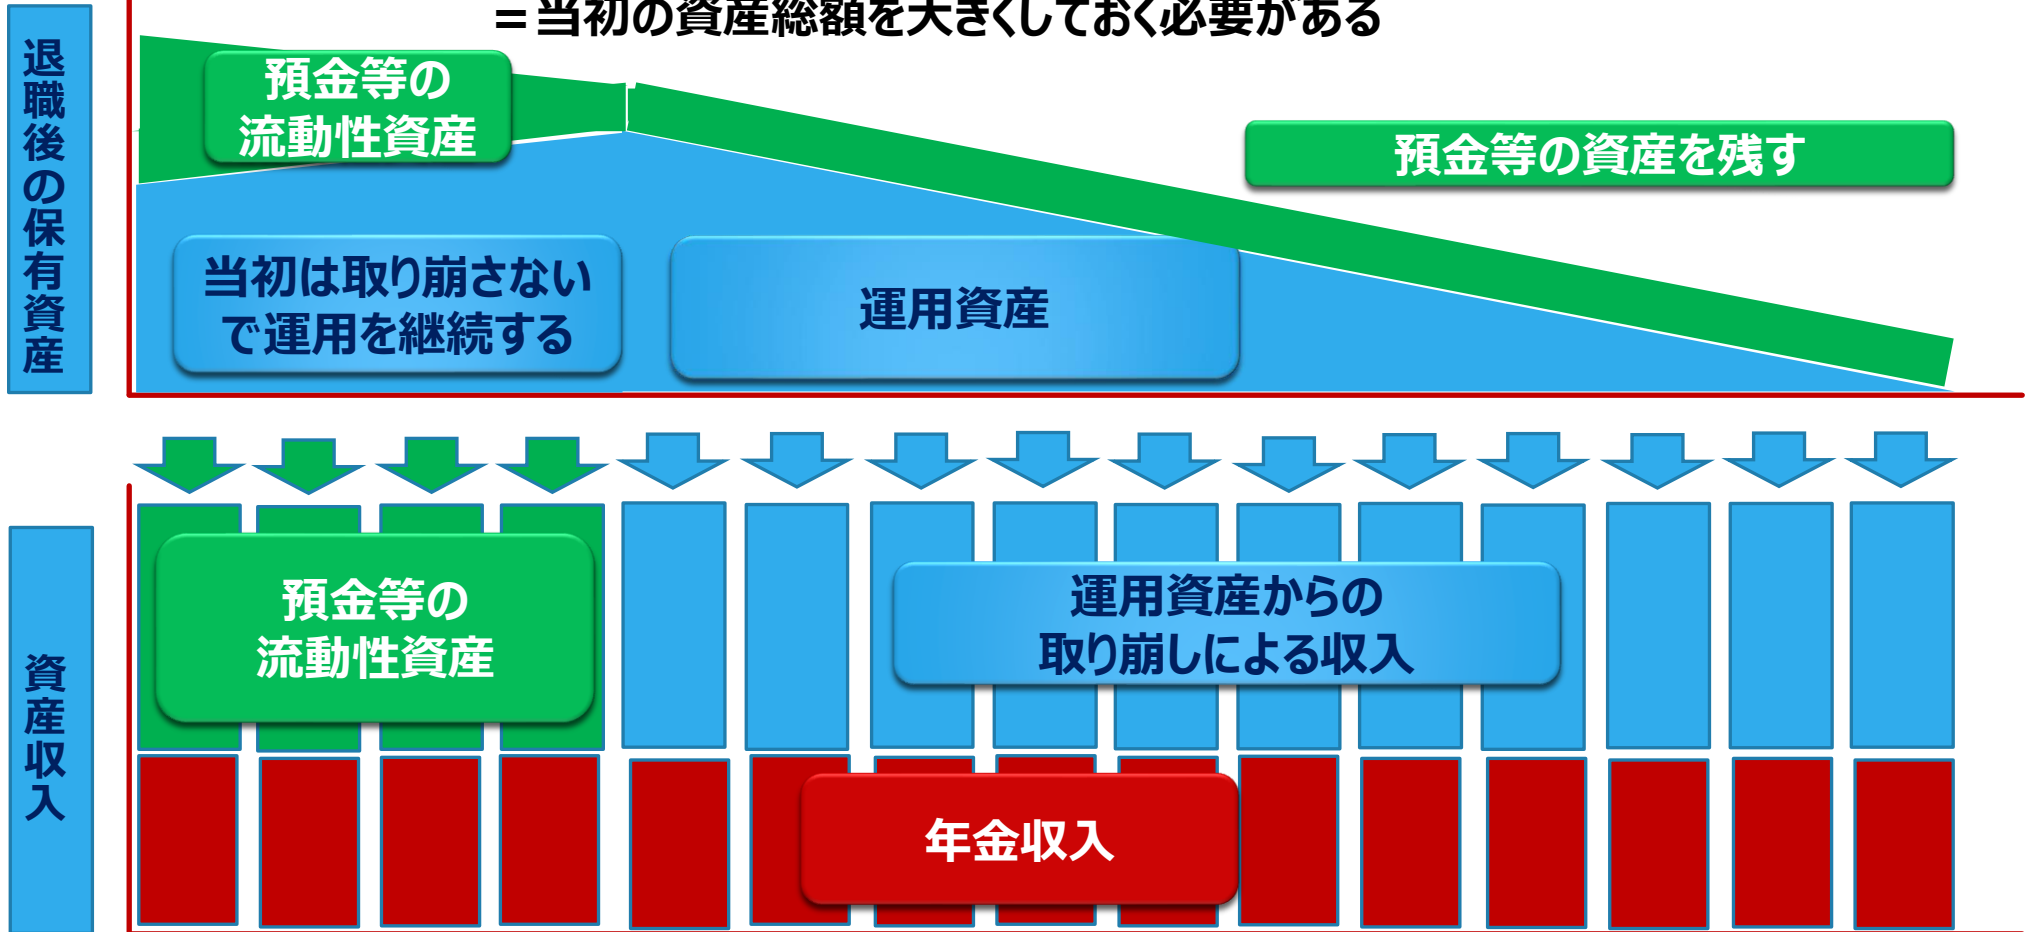 ＝当初の資産総額を大きくしておく必要がある
退職後の保有資産
預金等の
流動性資産
預金等の資産を残す
当初は取り崩さない
で運用を継続する
運用資産
資産収入
預金等の
流動性資産
運用資産からの
取り崩しによる収入
年金収入